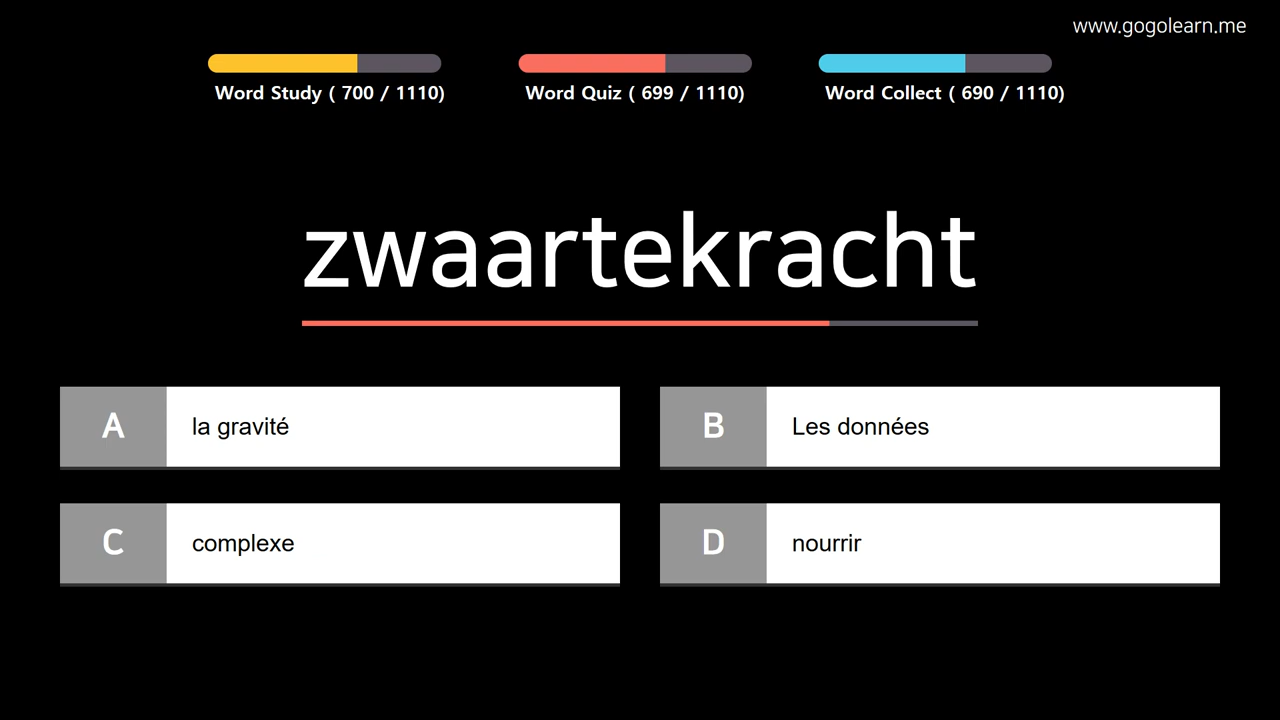 www.gogolearn.me
Word Study ( 700 / 1110)
Word Quiz ( 699 / 1110)
Word Collect ( 690 / 1110)
zwaartekracht
A
la gravité
B
Les données
C
complexe
D
nourrir